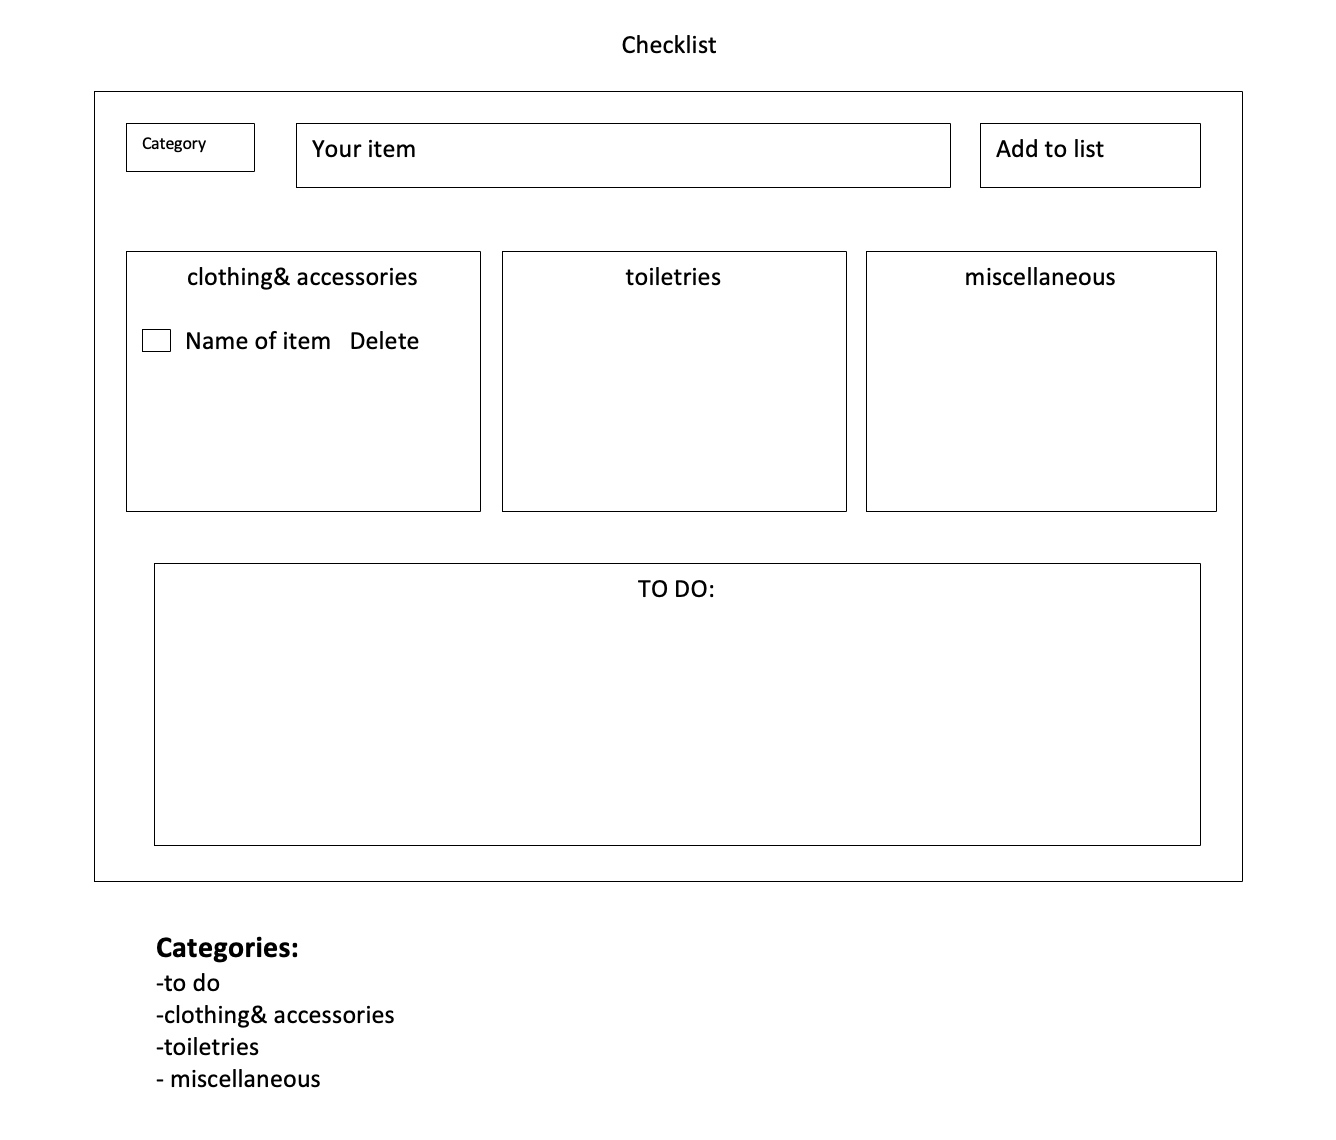 Checklist
Category
Your item
Add to list
clothing& accessories
toiletries
miscellaneous
Name of item Delete
TO DO:
Categories:
-to do
-clothing& accessories
-toiletries
- miscellaneous